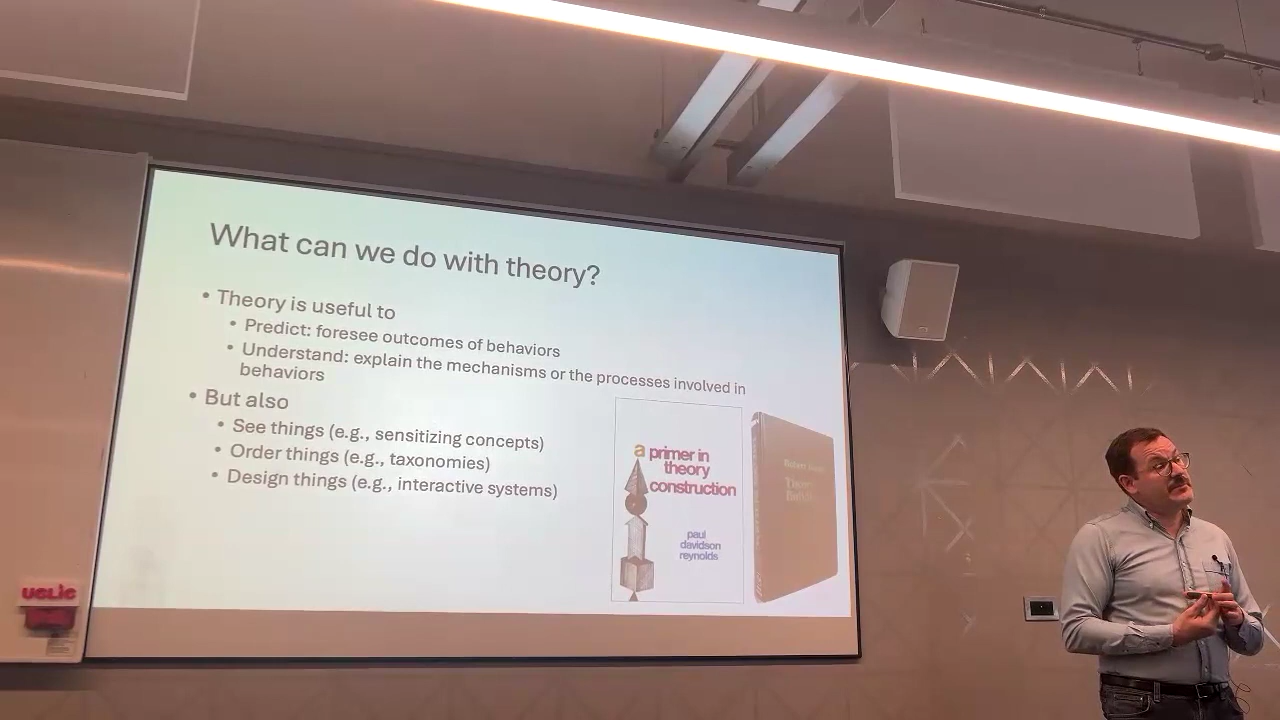 What can we do with theory?
• Theory is useful to
• Predict: foresee outcomes of behaviors
• Understand: explain the mechanisms or the processes involved in
behaviors
• But also
• See things (e.g., sensitizing concepts)
• Order things (e.g., taxonomies)
• Design things (e.g., interactive systems)
a primer in
theory
construction
paul
davidson
reynolds
Theory
uclic